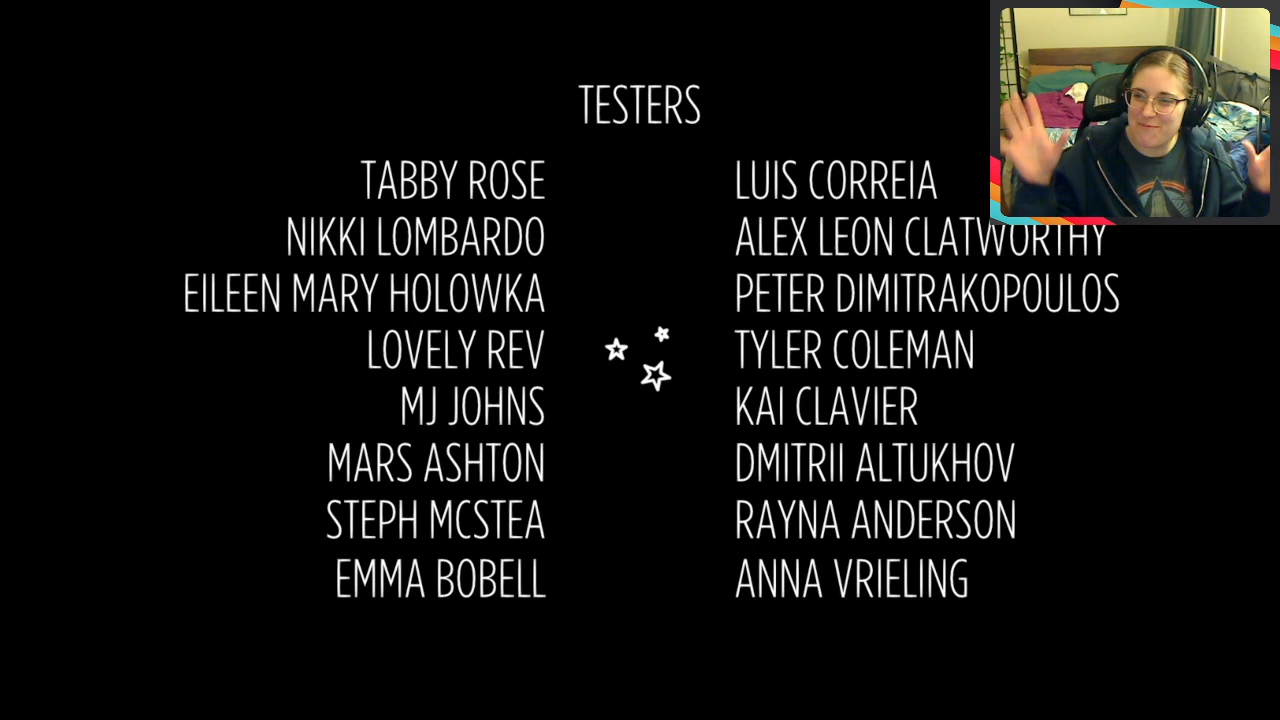 TESTERS
TABBY ROSE LUIS CORREIA
NIKKI LOMBARDO ALEX LEON CLATWORTHY
EILEEN MARY HOLOWKA PETER DIMITRAKOPOULOS
LOVELY REV TYLER COLEMAN
MJ JOHNS KAI CLAVIER
MARS ASHTON DMITRII ALTUKHOV
STEPH MCSTEA RAYNA ANDERSON
EMMA BOBELL ANNA VRIELING